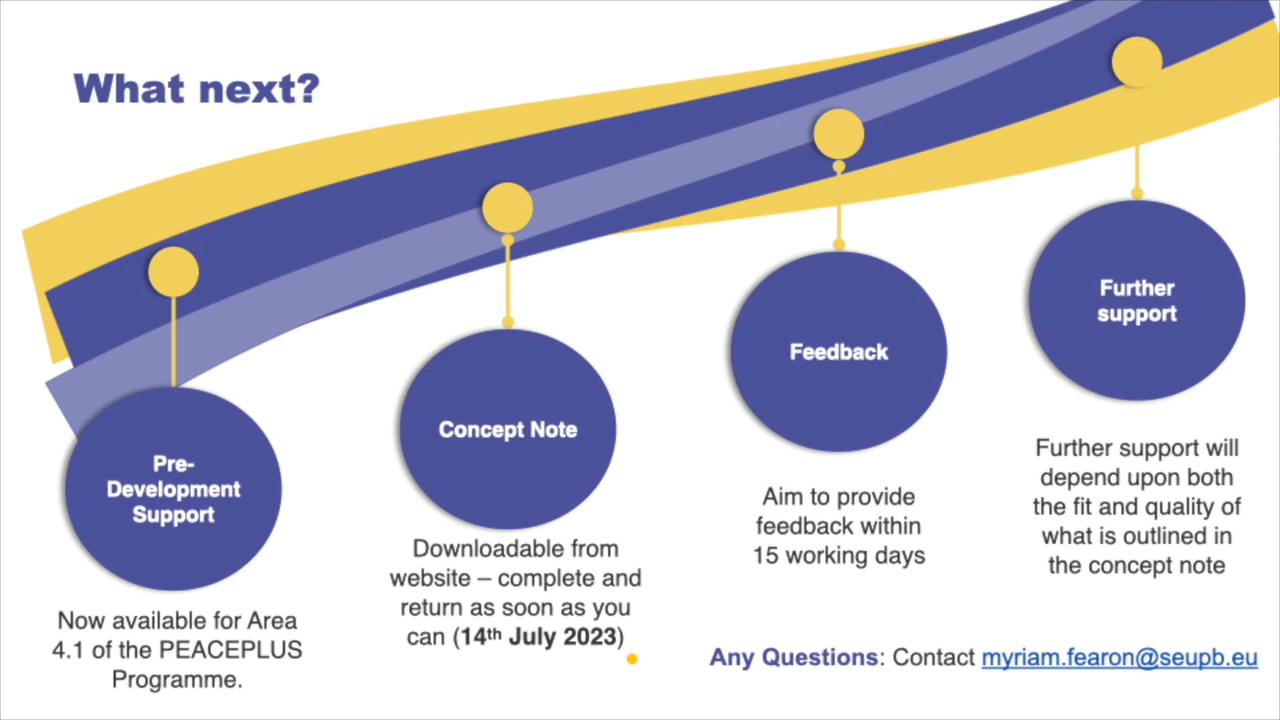 What next?
Pre-
Development
Support
Now available for Area
4.1 of the PEACEPLUS
Programme.
Concept Note
Downloadable from
website – complete and
return as soon as you
can (14th July 2023)
Feedback
Aim to provide
feedback within
15 working days
Further
support
Further support will
depend upon both
the fit and quality of
what is outlined in
the concept note
Any Questions: Contact myriam.fearon@seupb.eu